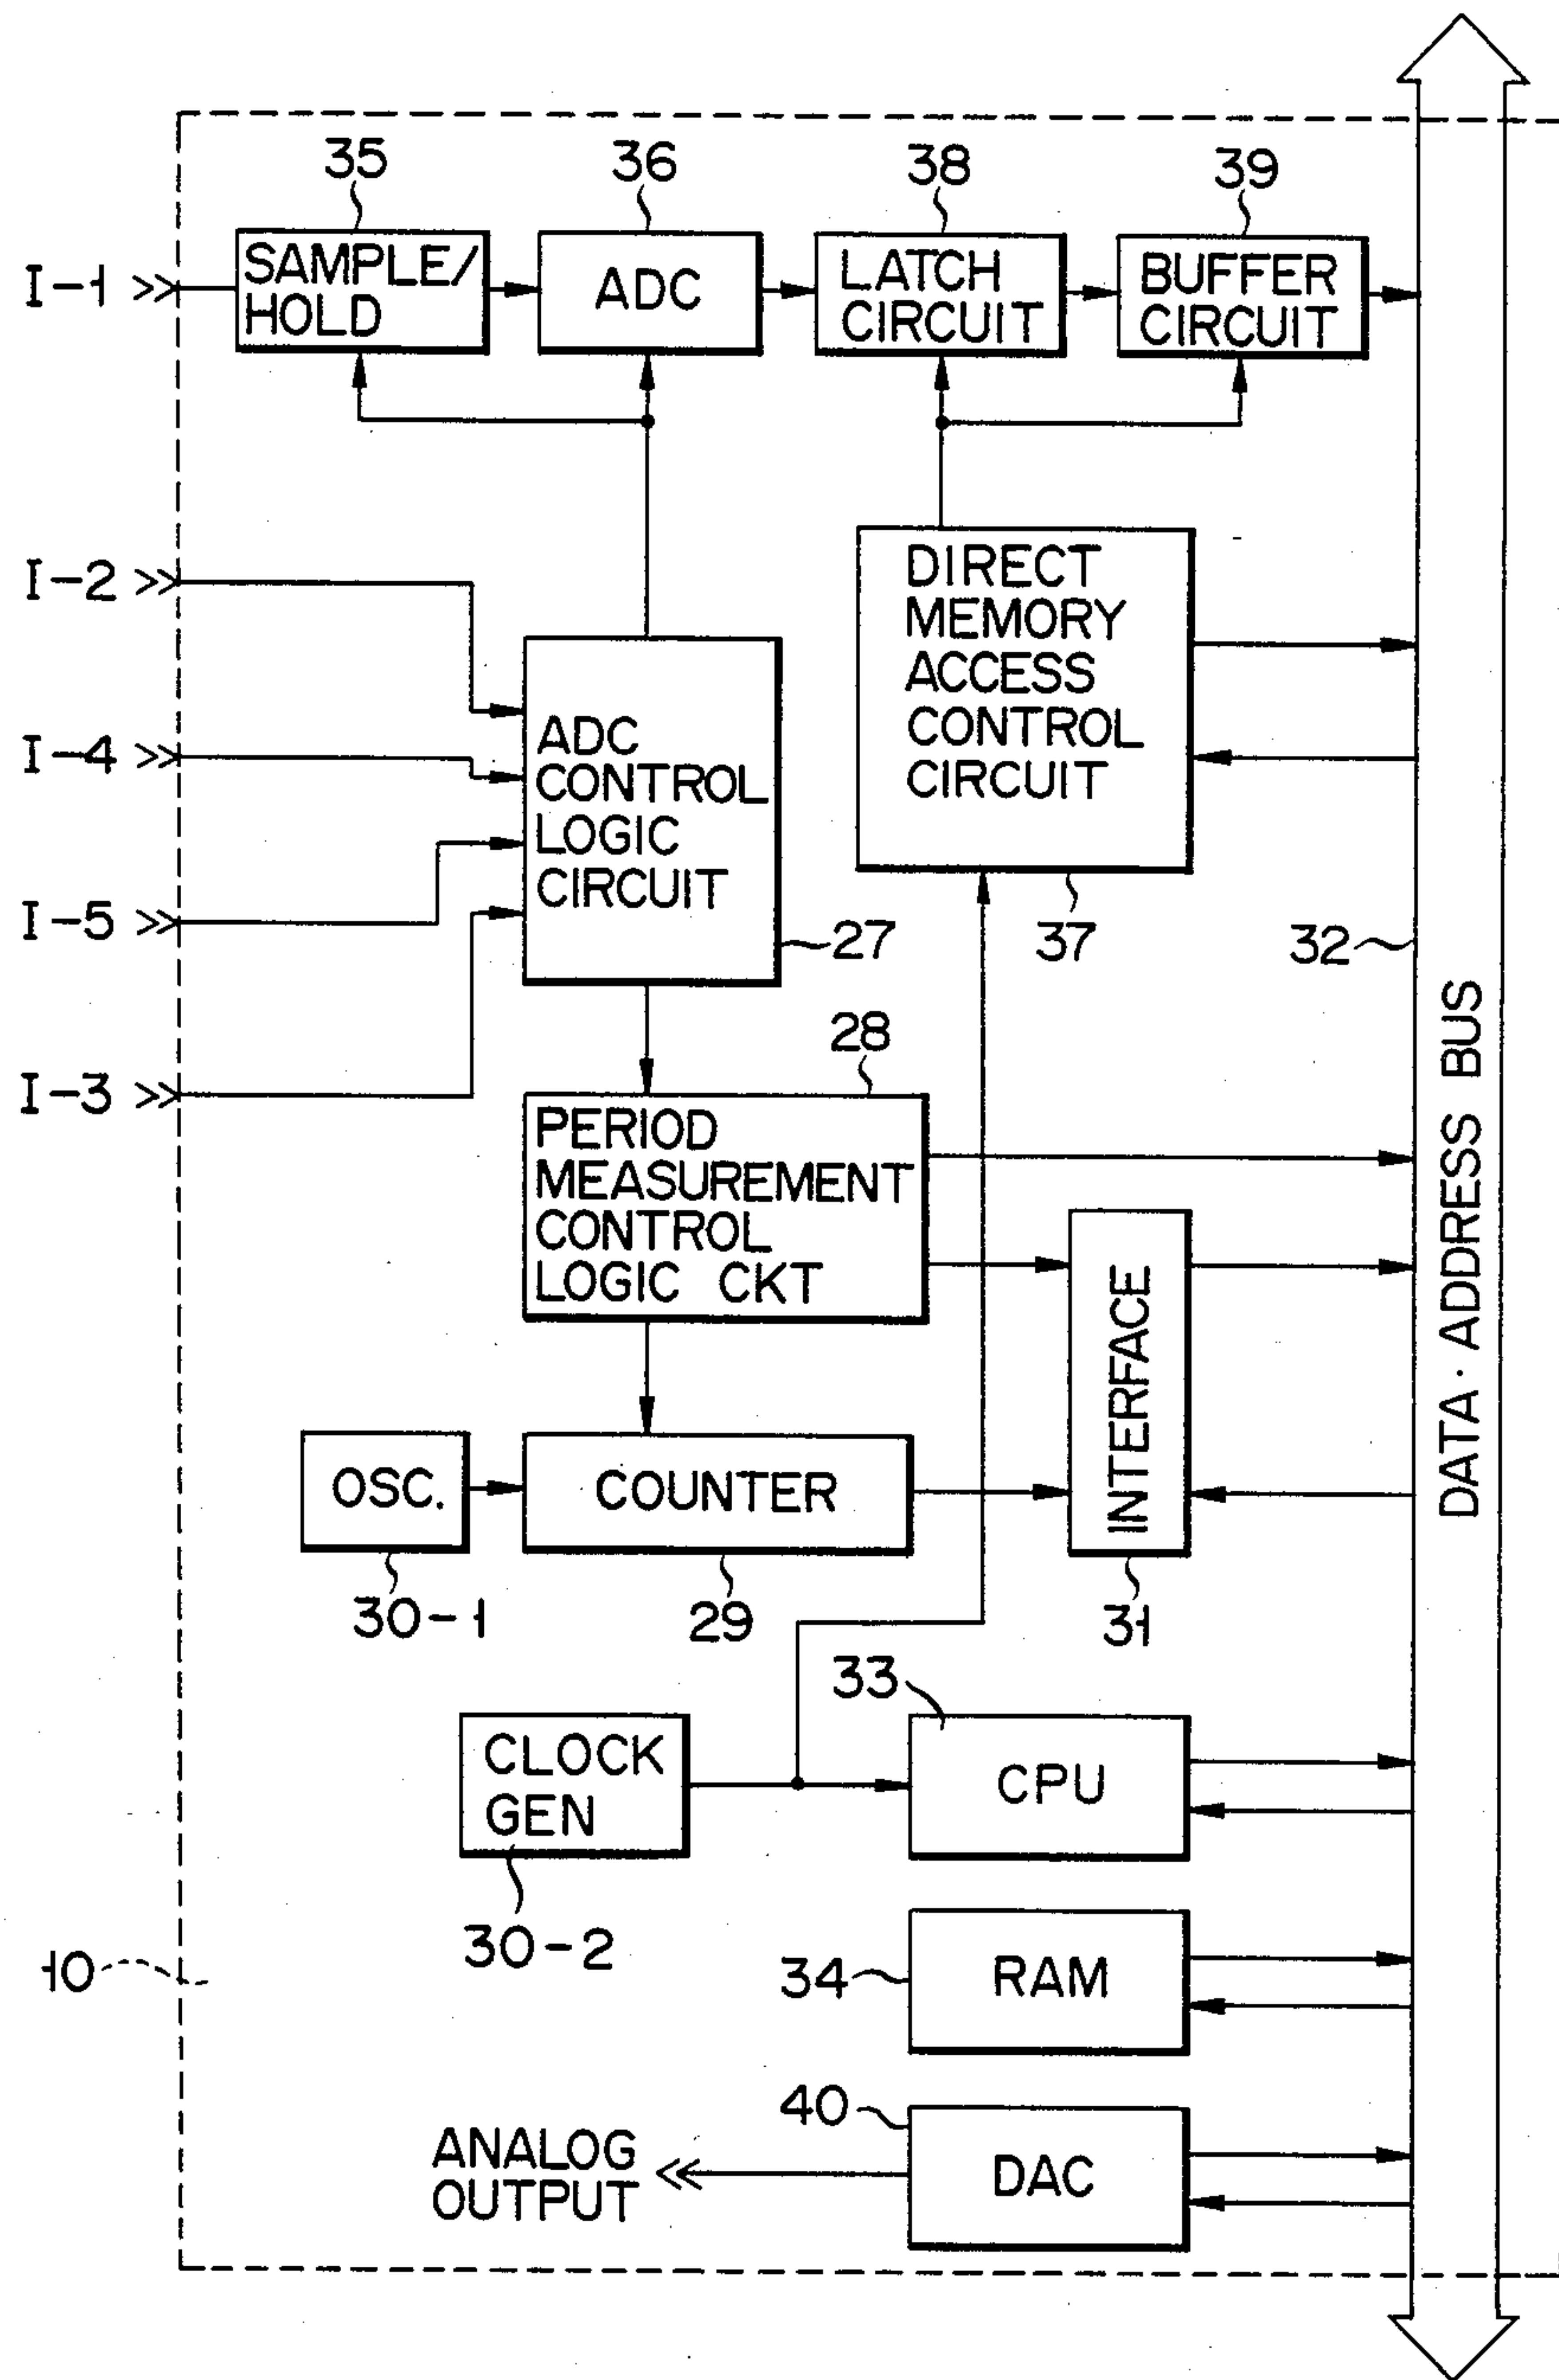 35
36
38
39
I-1
SAMPLE/
HOLD
ADC
LATCH
CIRCUIT
BUFFER
CIRCUIT
I-2
DIRECT
MEMORY
ACCESS
CONTROL
CIRCUIT
I-4
ADC
CONTROL
LOGIC
CIRCUIT
I-5
27
37
32
28
I-3
PERIOD
MEASUREMENT
CONTROL
LOGIC CKT
INTERFACE
DATA · ADDRESS BUS
OSC.
COUNTER
30-1
29
31
33
CLOCK
GEN
CPU
30-2
10
34
RAM
40
ANALOG
OUTPUT
DAC